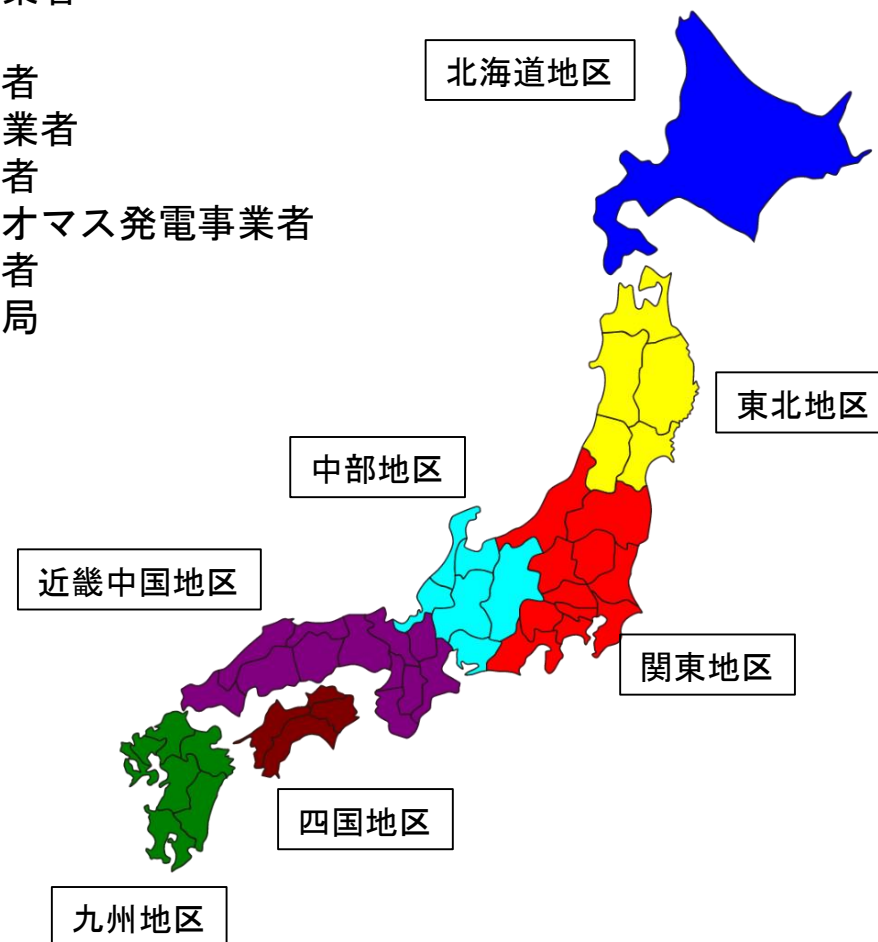 者
業者
者
オマス発電事業者
者
局
北海道地区
東北地区
中部地区
近畿中国地区
関東地区
四国地区
九州地区